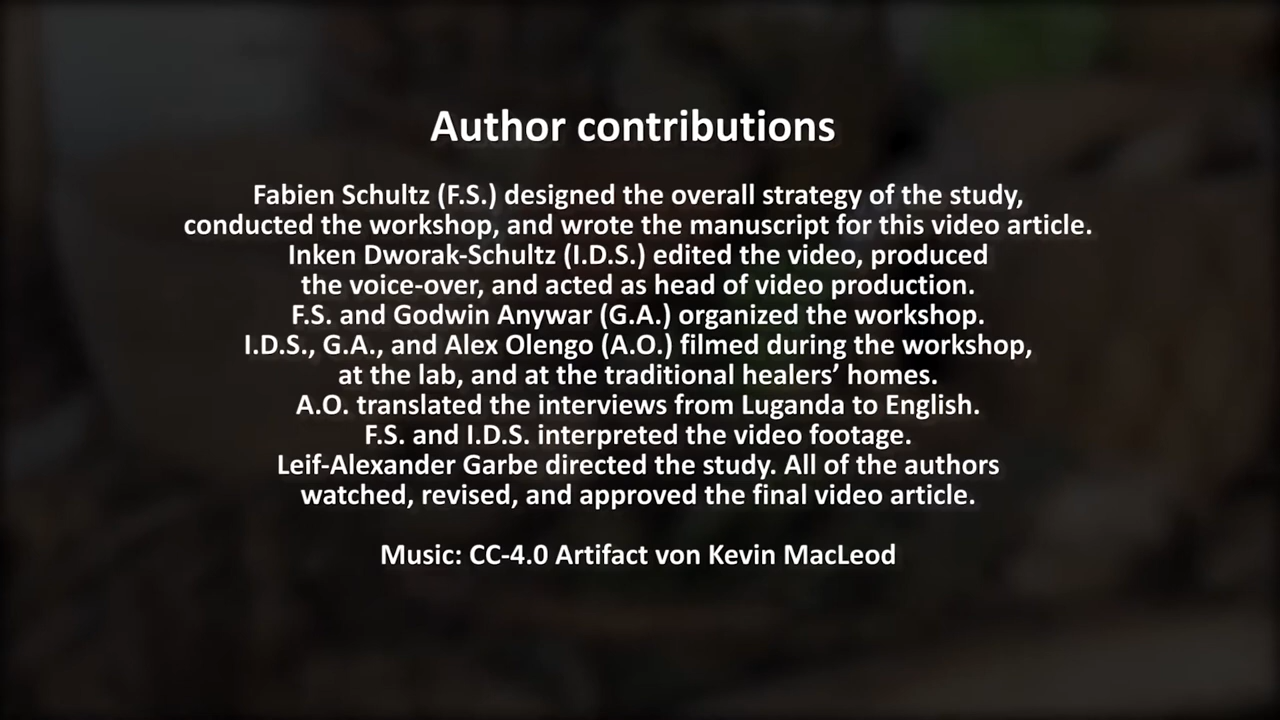 Author contributions
Fabien Schultz (F.S.) designed the overall strategy of the study,
conducted the workshop, and wrote the manuscript for this video article.
Inken Dworak-Schultz (I.D.S.) edited the video, produced
the voice-over, and acted as head of video production.
F.S. and Godwin Anywar (G.A.) organized the workshop.
I.D.S., G.A., and Alex Olengo (A.O.) filmed during the workshop,
at the lab, and at the traditional healers’ homes.
A.O. translated the interviews from Luganda to English.
F.S. and I.D.S. interpreted the video footage.
Leif-Alexander Garbe directed the study. All of the authors
watched, revised, and approved the final video article.
Music: CC-4.0 Artifact von Kevin MacLeod